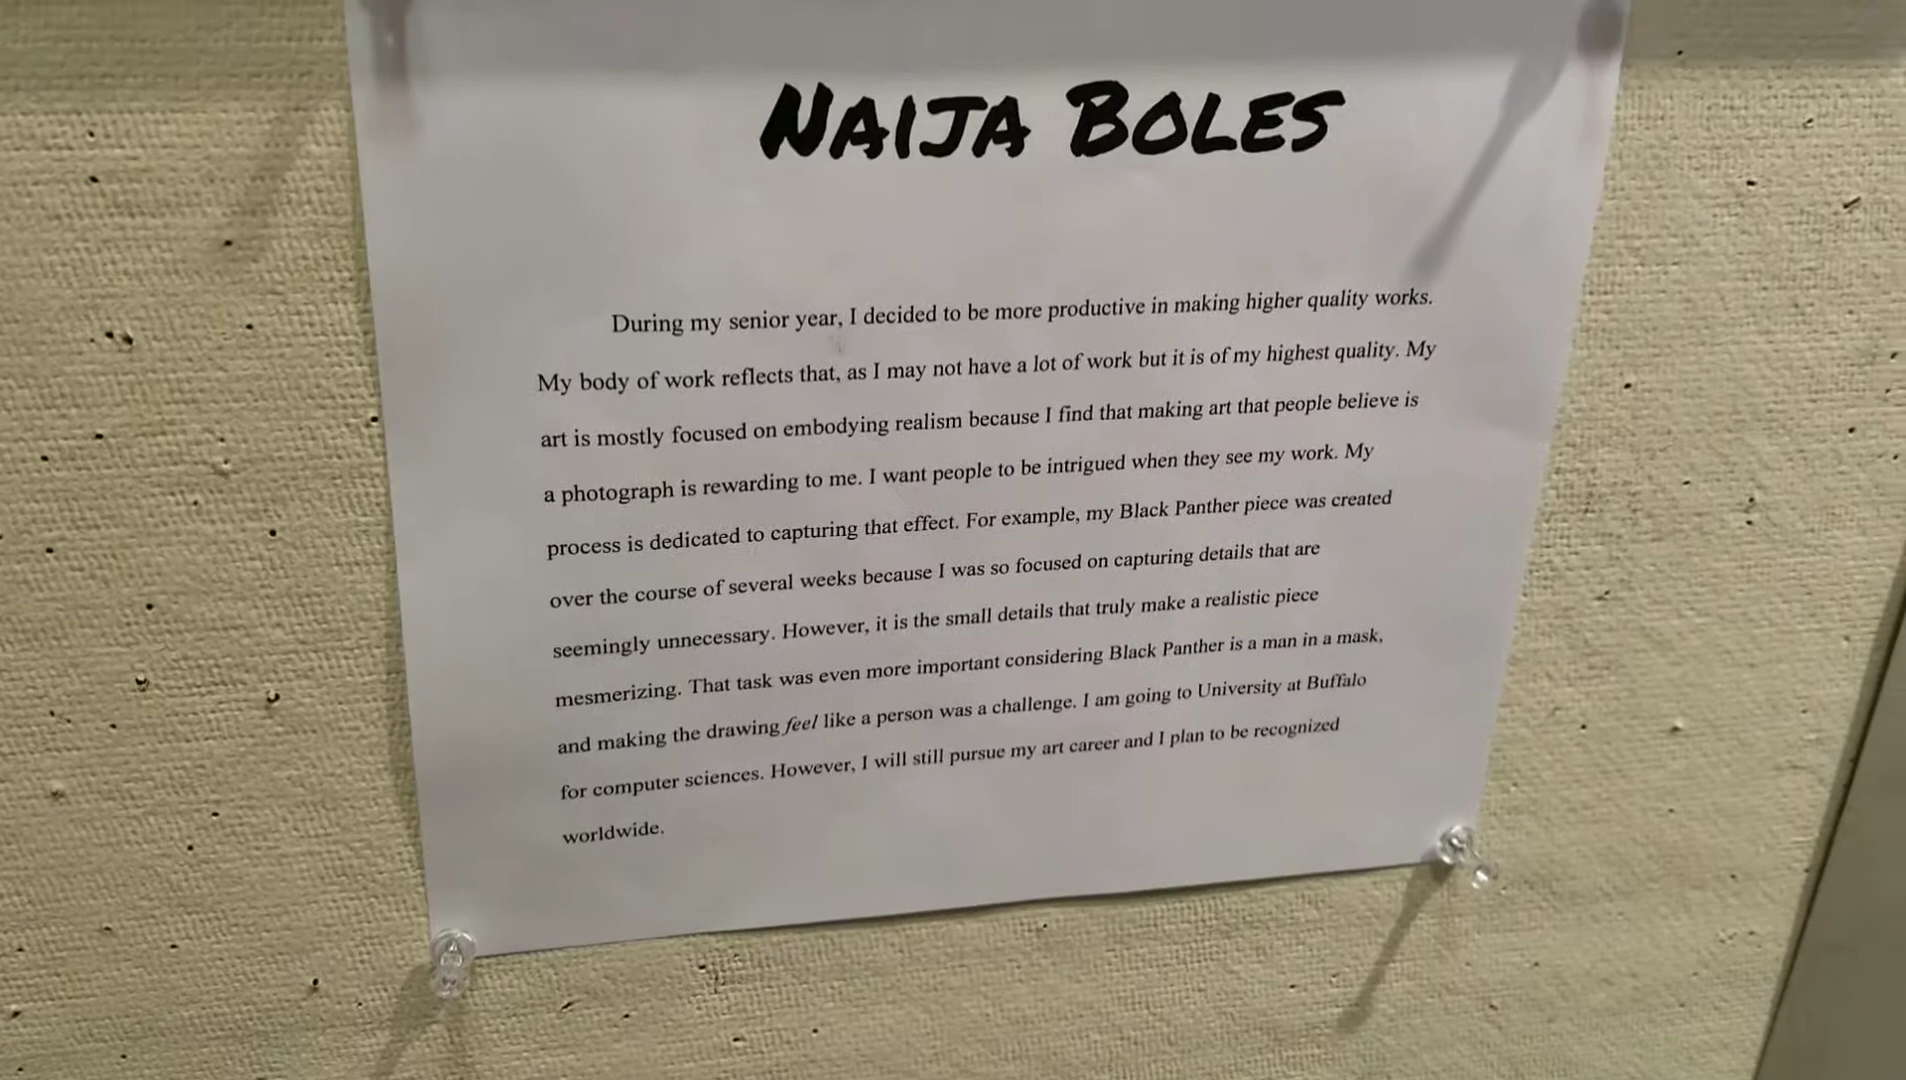 NAIJA BOLES
During my senior year, I decided to be more productive in making higher quality works.
My body of work reflects that, as I may not have a lot of work but it is of my highest quality. My
art is mostly focused on embodying realism because I find that making art that people believe is
a photograph is rewarding to me. I want people to be intrigued when they see my work. My
process is dedicated to capturing that effect. For example, my Black Panther piece was created
over the course of several weeks because I was so focused on capturing details that are
seemingly unnecessary. However, it is the small details that truly make a realistic piece
mesmerizing. That task was even more important considering Black Panther is a man in a mask,
and making the drawing feel like a person was a challenge. I am going to University at Buffalo
for computer sciences. However, I will still pursue my art career and I plan to be recognized
worldwide.